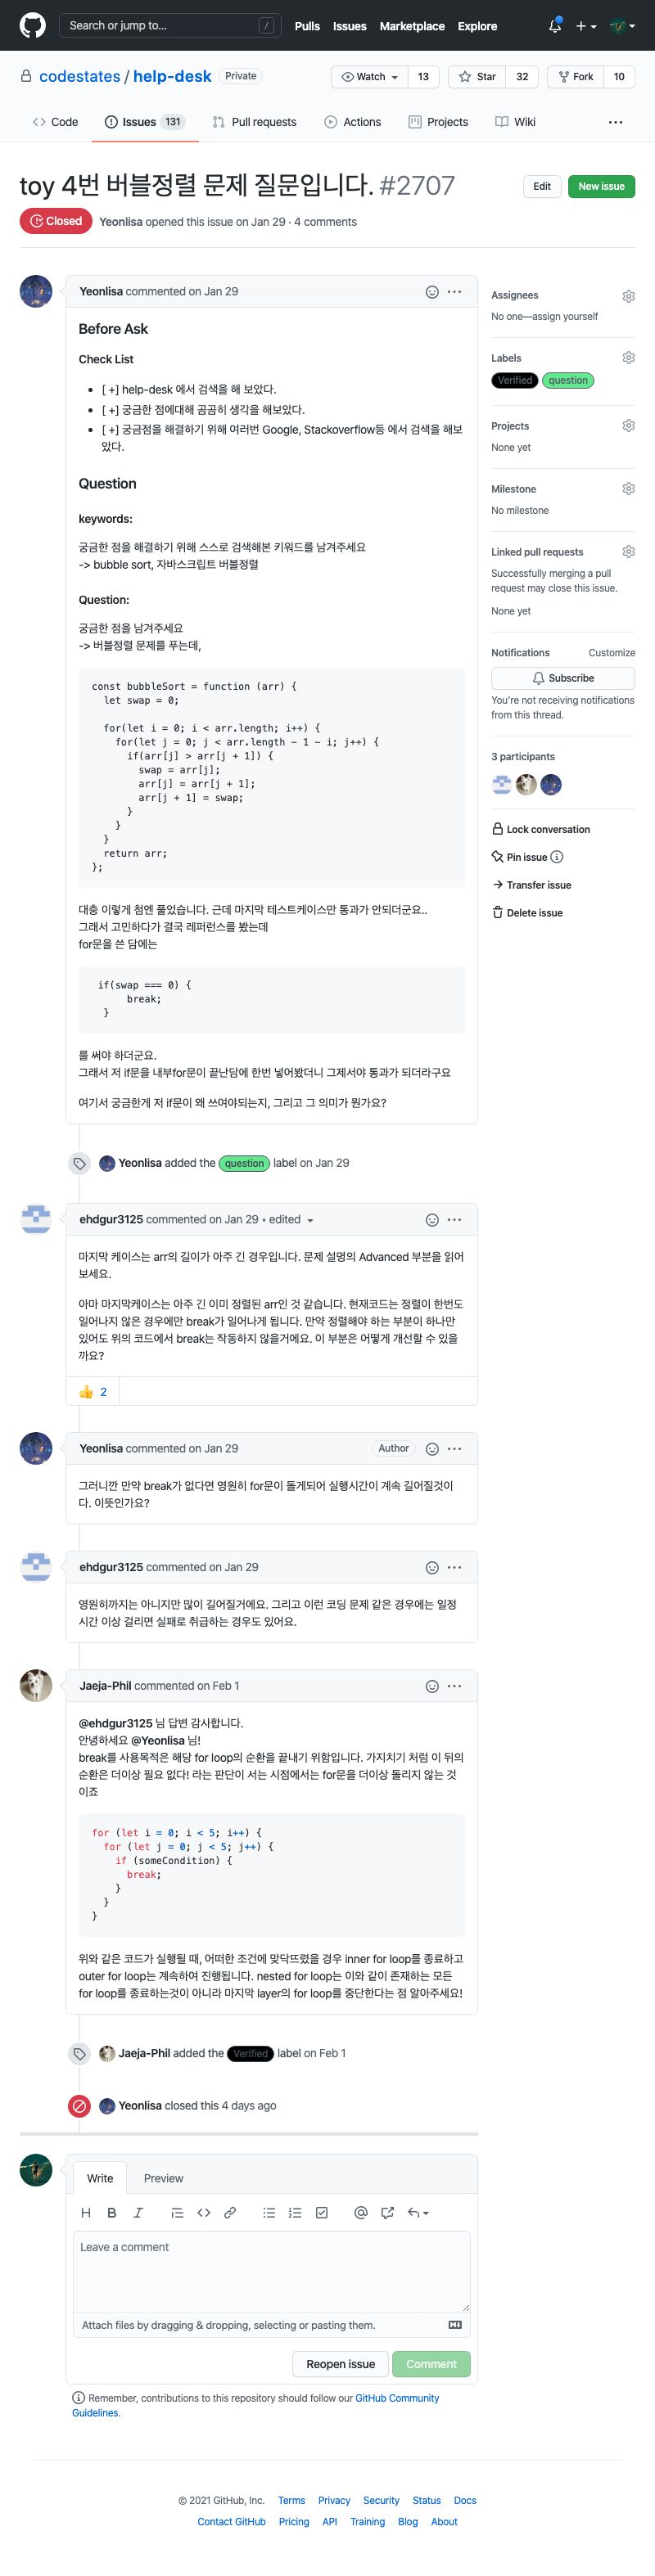 Search or jump to... /
Pulls Issues Marketplace Explore
codestates / help-desk Private
Watch 13 Star 32 Fork 10
Code Issues 131 Pull requests Actions Projects Wiki
toy 4번 버블정렬 문제 질문입니다. #2707
Edit New issue
Closed Yeonlisa opened this issue on Jan 29 · 4 comments
Yeonlisa commented on Jan 29
Before Ask
Check List
[ +] help-desk 에서 검색을 해 보았다.
[ +] 궁금한 점에대해 곰곰히 생각을 해보았다.
[ +] 궁금점을 해결하기 위해 여러번 Google, Stackoverflow등 에서 검색을 해보
았다.
Question
keywords:
궁금한 점을 해결하기 위해 스스로 검색해본 키워드를 남겨주세요
-> bubble sort, 자바스크립트 버블정렬
Question:
궁금한 점을 남겨주세요
-> 버블정렬 문제를 푸는데,
const bubbleSort = function (arr) {
let swap = 0;
for(let i = 0; i < arr.length; i++) {
for(let j = 0; j < arr.length - 1 - i; j++) {
if(arr[j] > arr[j + 1]) {
swap = arr[j];
arr[j] = arr[j + 1];
arr[j + 1] = swap;
}
}
}
return arr;
};
대충 이렇게 첨엔 풀었습니다. 근데 마지막 테스트케이스만 통과가 안되더군요..
그래서 고민하다가 결국 레퍼런스를 봤는데
for문을 쓴 담에는
if(swap === 0) {
break;
}
를 써야 하더군요.
그래서 저 if문을 내부for문이 끝난담에 한번 넣어봤더니 그제서야 통과가 되더라구요
여기서 궁금한게 저 if문이 왜 쓰여야되는지, 그리고 그 의미가 뭔가요?
Assignees
No one—assign yourself
Labels
Verified question
Projects
None yet
Milestone
No milestone
Linked pull requests
Successfully merging a pull
request may close this issue.
None yet
Notifications Customize
Subscribe
You're not receiving notifications
from this thread.
3 participants
Lock conversation
Pin issue
Transfer issue
Delete issue
Yeonlisa added the question label on Jan 29
ehdgur3125 commented on Jan 29 • edited
마지막 케이스는 arr의 길이가 아주 긴 경우입니다. 문제 설명의 Advanced 부분을 읽어
보세요.
아마 마지막케이스는 아주 긴 이미 정렬된 arr인 것 같습니다. 현재코드는 정렬이 한번도
일어나지 않은 경우에만 break가 일어나게 됩니다. 만약 정렬해야 하는 부분이 하나만
있어도 위의 코드에서 break는 작동하지 않을거에요. 이 부분은 어떻게 개선할 수 있을
까요?
👍 2
Yeonlisa commented on Jan 29 Author
그러니깐 만약 break가 없다면 영원히 for문이 돌게되어 실행시간이 계속 길어질것이
다. 이뜻인가요?
ehdgur3125 commented on Jan 29
영원히까지는 아니지만 많이 길어질거에요. 그리고 이런 코딩 문제 같은 경우에는 일정
시간 이상 걸리면 실패로 취급하는 경우도 있어요.
Jaeja-Phil commented on Feb 1
@ehdgur3125 님 답변 감사합니다.
안녕하세요 @Yeonlisa 님!
break를 사용목적은 해당 for loop의 순환을 끝내기 위함입니다. 가지치기 처럼 이 뒤의
순환은 더이상 필요 없다! 라는 판단이 서는 시점에서는 for문을 더이상 돌리지 않는 것
이죠
for (let i = 0; i < 5; i++) {
for (let j = 0; j < 5; j++) {
if (someCondition) {
break;
}
}
}
위와 같은 코드가 실행될 때, 어떠한 조건에 맞닥뜨렸을 경우 inner for loop를 종료하고
outer for loop는 계속하여 진행됩니다. nested for loop는 이와 같이 존재하는 모든
for loop를 종료하는것이 아니라 마지막 layer의 for loop를 중단한다는 점 알아주세요!
Jaeja-Phil added the Verified label on Feb 1
Yeonlisa closed this 4 days ago
Write Preview
Leave a comment
Attach files by dragging & dropping, selecting or pasting them.
Reopen issue Comment
Remember, contributions to this repository should follow our GitHub Community
Guidelines.
© 2021 GitHub, Inc. Terms Privacy Security Status Docs
Contact GitHub Pricing API Training Blog About